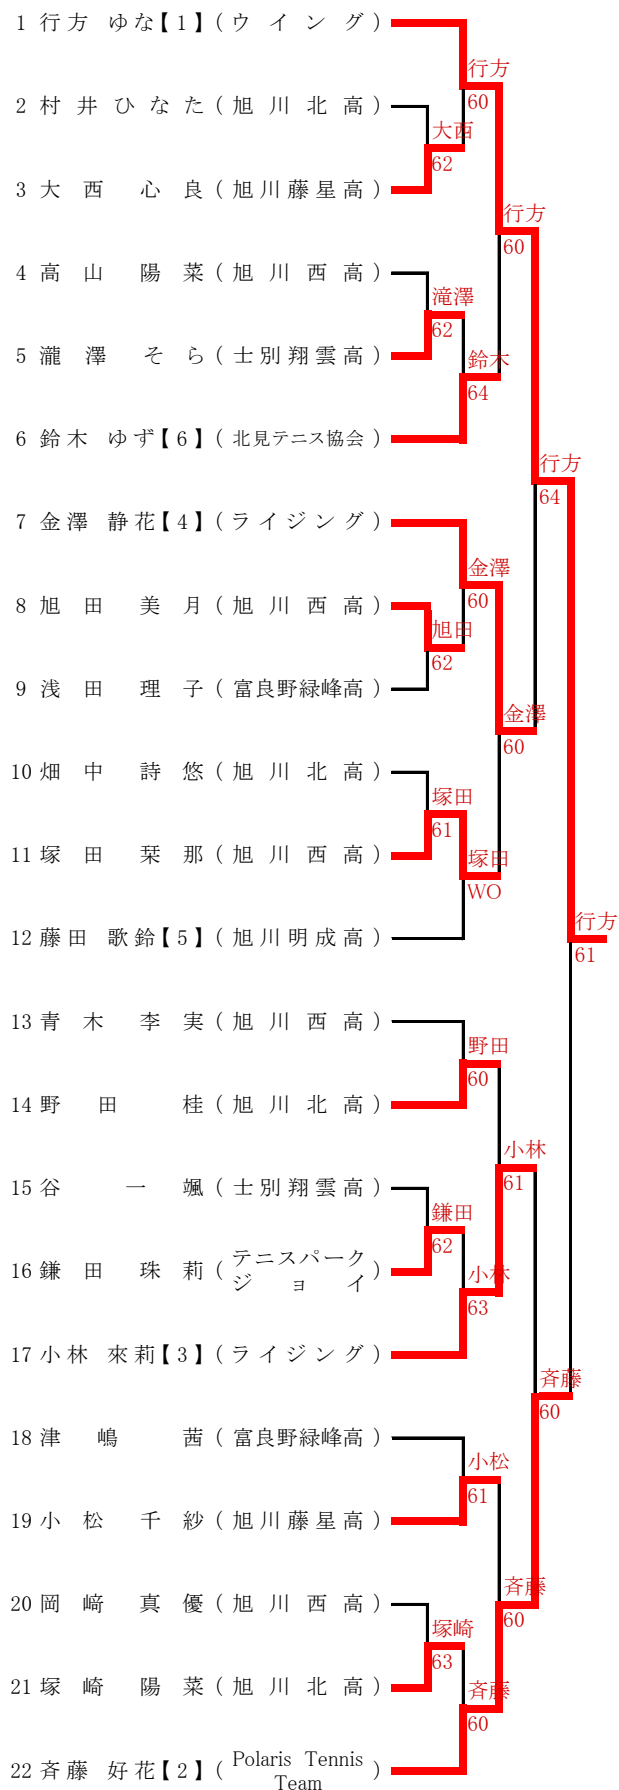 1 行方 ゆな【1】(ウイング)
行方
60
2 村井ひなた(旭川北高)
大西
62
3 大西心良(旭川藤星高)
行方
60
4 高山陽菜(旭川西高)
滝澤
62
5 瀧澤そら(士別翔雲高)
鈴木
64
6 鈴木 ゆず【6】(北見テニス協会)
行方
64
7 金澤 静花【4】(ライジング)
金澤
60
8 旭田美月(旭川西高)
旭田
62
9 浅田理子(富良野緑峰高)
金澤
60
10 畑中詩悠(旭川北高)
塚田
61
11 塚田栞那(旭川西高)
塚田
WO
12 藤田 歌鈴【5】(旭川明成高)
行方
61
13 青木李実(旭川西高)
野田
60
14 野田桂(旭川北高)
小林
61
15 谷一颯(士別翔雲高)
鎌田
62
16 鎌田珠莉(テニスパーク
ジョイ)
小林
63
17 小林 來莉【3】(ライジング)
斉藤
60
18 津嶋茜(富良野緑峰高)
小松
61
19 小松千紗(旭川藤星高)
斉藤
60
20 岡﨑真優(旭川西高)
塚崎
63
21 塚崎陽菜(旭川北高)
斉藤
60
22 斉藤 好花【2】(Polaris Tennis
Team)